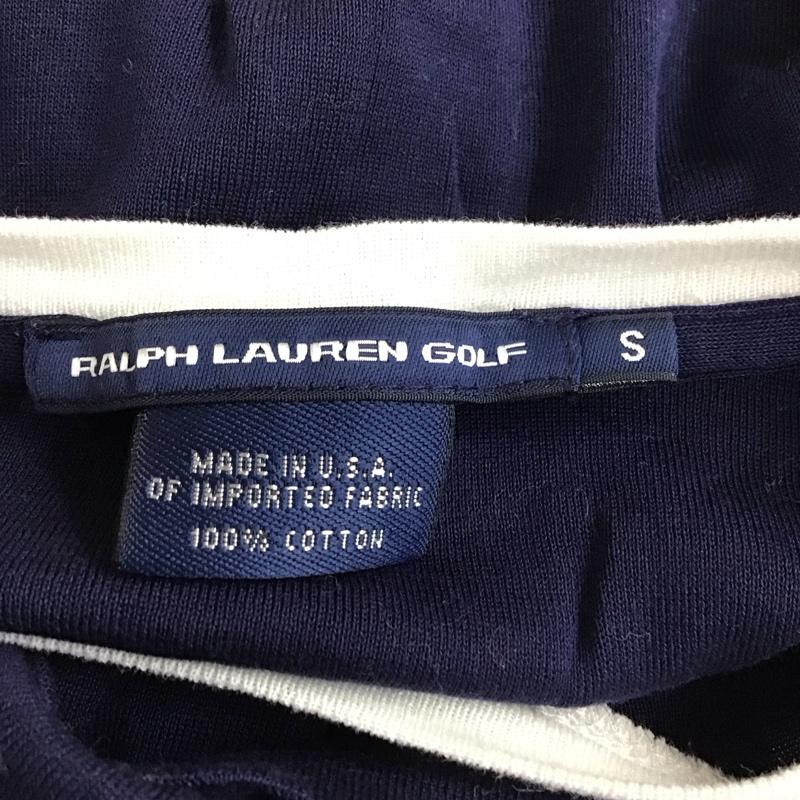 RALPH LAUREN GOLF
S
MADE IN U.S.A.
OF IMPORTED FABRIC
100% COTTON